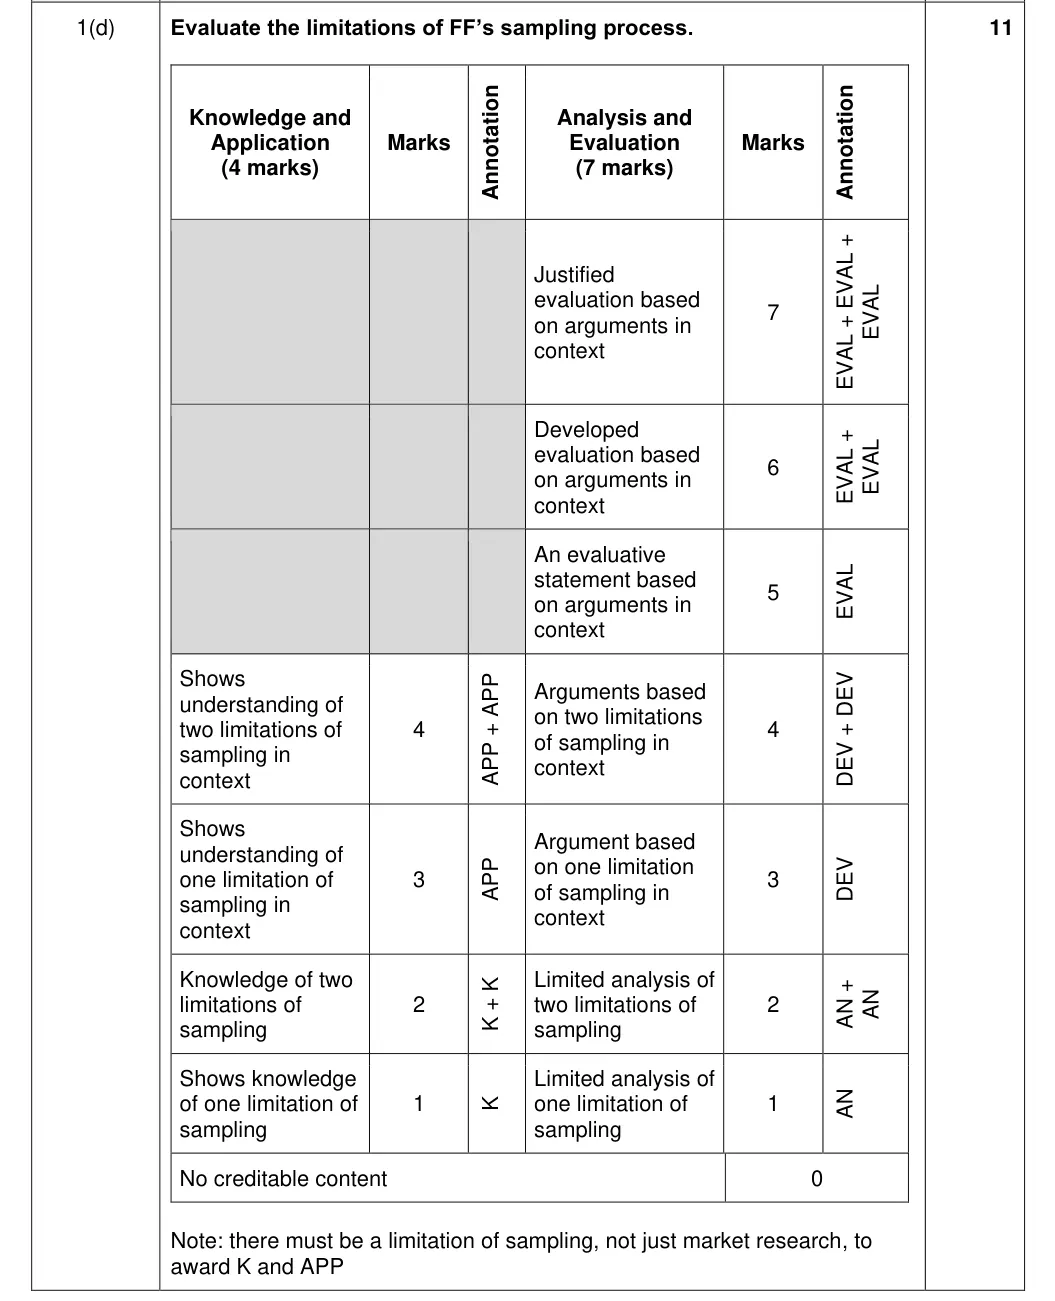 1(d)
Evaluate the limitations of FF's sampling process.
11
Knowledge and
Application
(4 marks)
Marks
Annotation
Analysis and
Evaluation
(7 marks)
Marks
Annotation
Justified
evaluation based
on arguments in
context
7
EVAL + EVAL +
EVAL
Developed
evaluation based
on arguments in
context
6
EVAL +
EVAL
An evaluative
statement based
on arguments in
context
5
EVAL
Shows
understanding of
two limitations of
sampling in
context
4
APP + APP
Arguments based
on two limitations
of sampling in
context
4
DEV + DEV
Shows
understanding of
one limitation of
sampling in
context
3
APP
Argument based
on one limitation
of sampling in
context
3
DEV
Knowledge of two
limitations of
sampling
2
K + K
Limited analysis of
two limitations of
sampling
2
AN +
AN
Shows knowledge
of one limitation of
sampling
1
K
Limited analysis of
one limitation of
sampling
1
AN
No creditable content
0
Note: there must be a limitation of sampling, not just market research, to
award K and APP